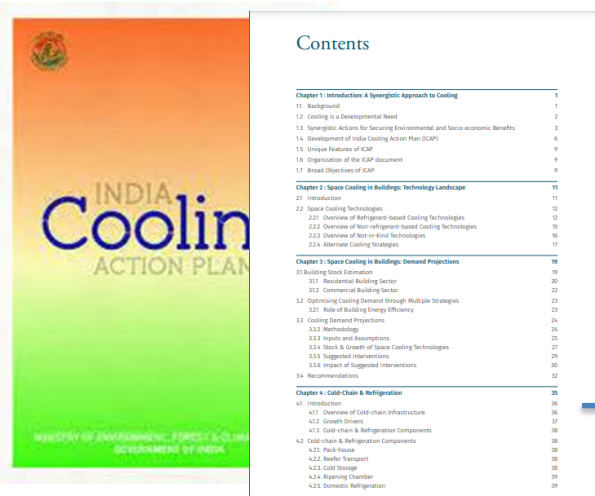 INDIA
Coolin
ACTION PLAN
MINISTRY OF ENVIRONMENT, FOREST & CLIMA
GOVERNMENT OF INDIA
Contents
Chapter 1 : Introduction: A Synergistic Approach to Cooling 1
1.1 Background 1
1.2 Cooling is a Developmental Need 2
1.3 Synergistic Actions for Securing Environmental and Socio-economic Benefits 3
1.4 Development of India Cooling Action Plan (ICAP) 6
1.5 Unique Features of ICAP 9
1.6 Organization of the ICAP document 9
1.7 Broad Objectives of ICAP 9
Chapter 2 : Space Cooling in Buildings: Technology Landscape 11
2.1 Introduction 11
2.2 Space Cooling Technologies 12
2.2.1 Overview of Refrigerant-based Cooling Technologies 12
2.2.2 Overview of Non-refrigerant-based Cooling Technologies 15
2.2.3 Overview of Not-in-Kind Technologies 16
2.2.4 Alternate Cooling Strategies 17
Chapter 3 : Space Cooling in Buildings: Demand Projections 19
3.1 Building Stock Estimation 19
3.1.1 Residential Building Sector 20
3.1.2 Commercial Building Sector 22
3.2 Optimising Cooling Demand through Multiple Strategies 23
3.2.1 Role of Building Energy Efficiency 23
3.3 Cooling Demand Projections 24
3.3.2 Methodology 24
3.3.3 Inputs and Assumptions 25
3.3.4 Stock & Growth of Space Cooling Technologies 27
3.3.5 Suggested Interventions 29
3.3.6 Impact of Suggested Interventions 30
3.4 Recommendations 32
Chapter 4 : Cold-Chain & Refrigeration 35
4.1 Introduction 36
4.1.1 Overview of Cold-chain Infrastructure 36
4.1.2 Growth Drivers 37
4.1.3 Cold-chain & Refrigeration Components 38
4.2 Cold-chain & Refrigeration Components 38
4.2.1. Pack-house 38
4.2.2. Reefer Transport 38
4.2.3. Cold Storage 38
4.2.4. Ripening Chamber 39
4.2.5. Domestic Refrigeration 39